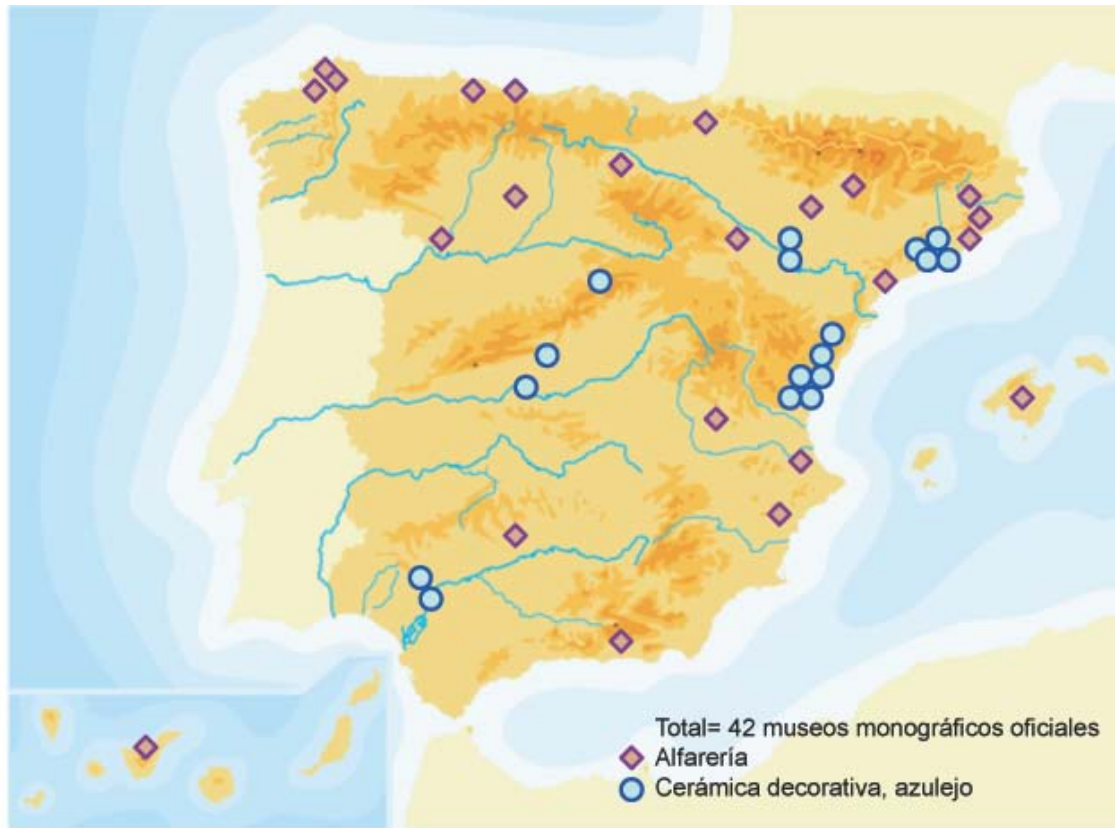 Total= 42 museos monográficos oficiales
Alfarería
Cerámica decorativa, azulejo